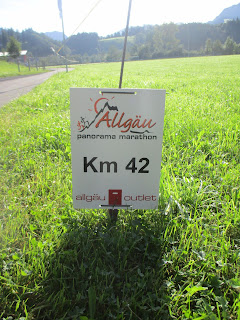 Allgäu
panorama marathon
Km 42
allgäu outlet